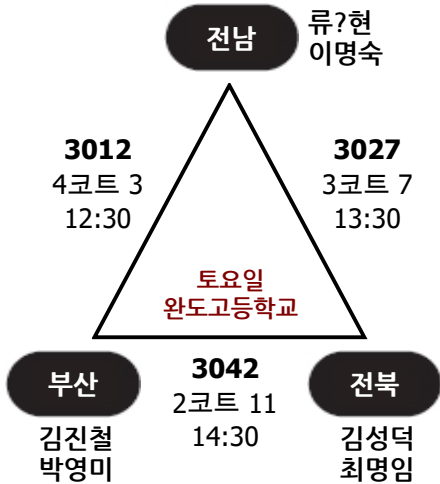 전남
류?현
이명숙
3012
4코트 3
12:30
3027
3코트 7
13:30
토요일
완도고등학교
부산
김진철
박영미
3042
2코트 11
14:30
전북
김성덕
최명임